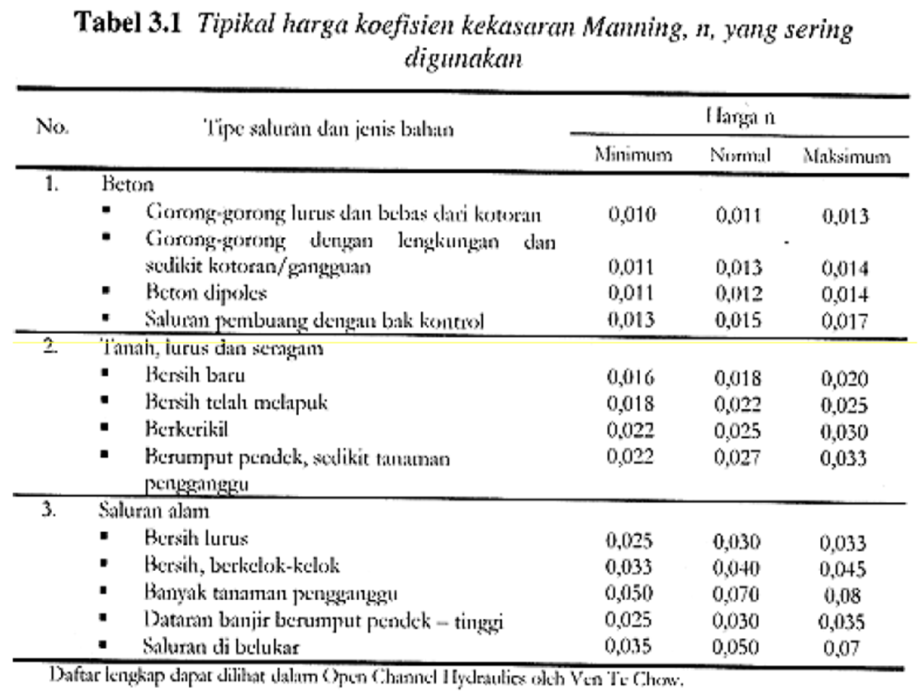 Tabel 3.1 Tipikal harga koefisien kekasaran Manning, n, yang sering
digunakan
No. Tipe saluran dan jenis bahan Harga n
Minimum Normal Maksimum
1. Beton
▪ Gorong-gorong lurus dan bebas dari kotoran 0,010 0,011 0,013
▪ Gorong-gorong dengan lengkungan dan
sedikit kotoran/gangguan 0,011 0,013 0,014
▪ Beton dipoles 0,011 0,012 0,014
▪ Saluran pembuang dengan bak kontrol 0,013 0,015 0,017
2. Tanah, lurus dan seragam
▪ Bersih baru 0,016 0,018 0,020
▪ Bersih telah melapuk 0,018 0,022 0,025
▪ Berkerikil 0,022 0,025 0,030
▪ Berumput pendek, sedikit tanaman 0,022 0,027 0,033
pengganggu
3. Saluran alam
▪ Bersih lurus 0,025 0,030 0,033
▪ Bersih, berkelok-kelok 0,033 0,040 0,045
▪ Banyak tanaman pengganggu 0,050 0,070 0,08
▪ Dataran banjir berumput pendek – tinggi 0,025 0,030 0,035
▪ Saluran di belukar 0,035 0,050 0,07
Daftar lengkap dapat dilihat dalam Open Channel Hydraulics oleh Ven Te Chow.